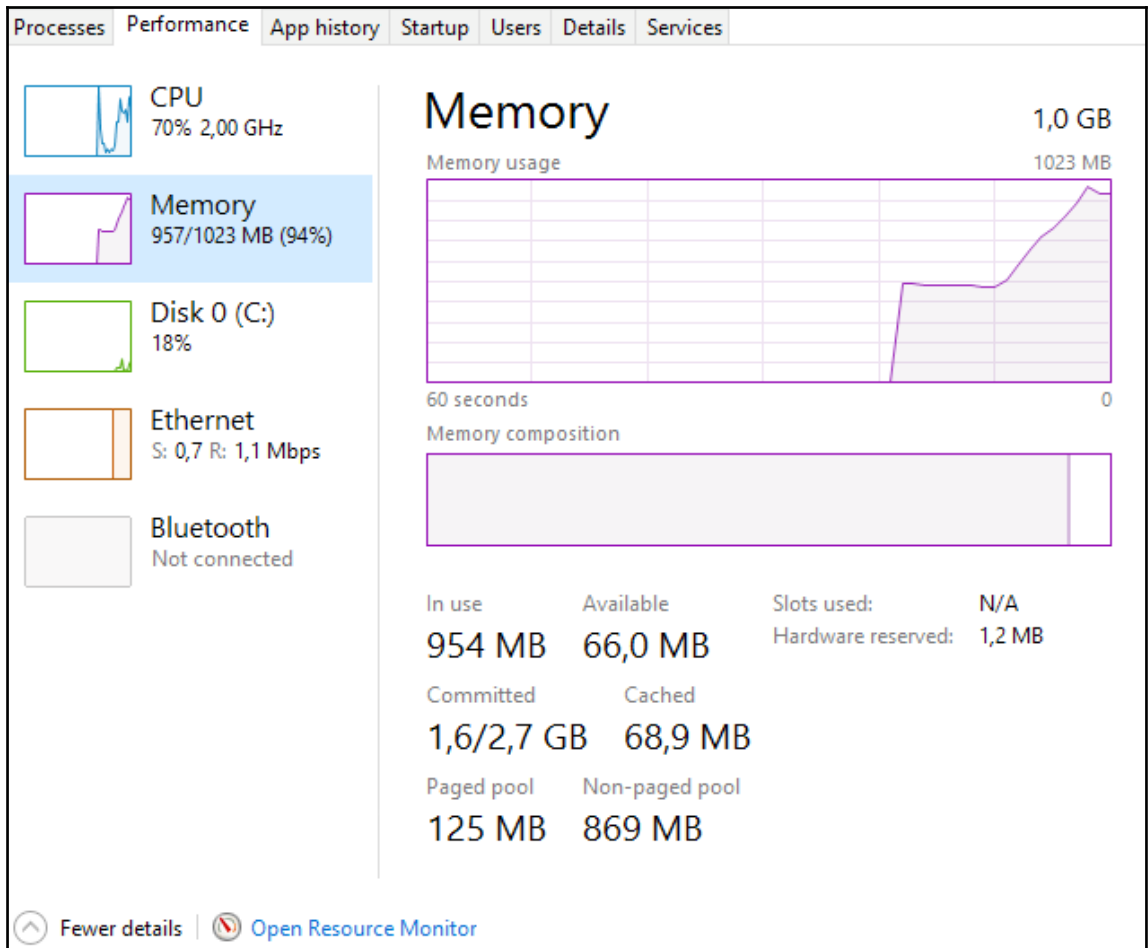 Processes Performance App history Startup Users Details Services
CPU
70% 2,00 GHz
Memory
957/1023 MB (94%)
Disk 0 (C:)
18%
Ethernet
S: 0,7 R: 1,1 Mbps
Bluetooth
Not connected
Memory 1,0 GB
Memory usage 1023 MB
60 seconds 0
Memory composition
In use Available Slots used: N/A
954 MB 66,0 MB Hardware reserved: 1,2 MB
Committed Cached
1,6/2,7 GB 68,9 MB
Paged pool Non-paged pool
125 MB 869 MB
Fewer details Open Resource Monitor